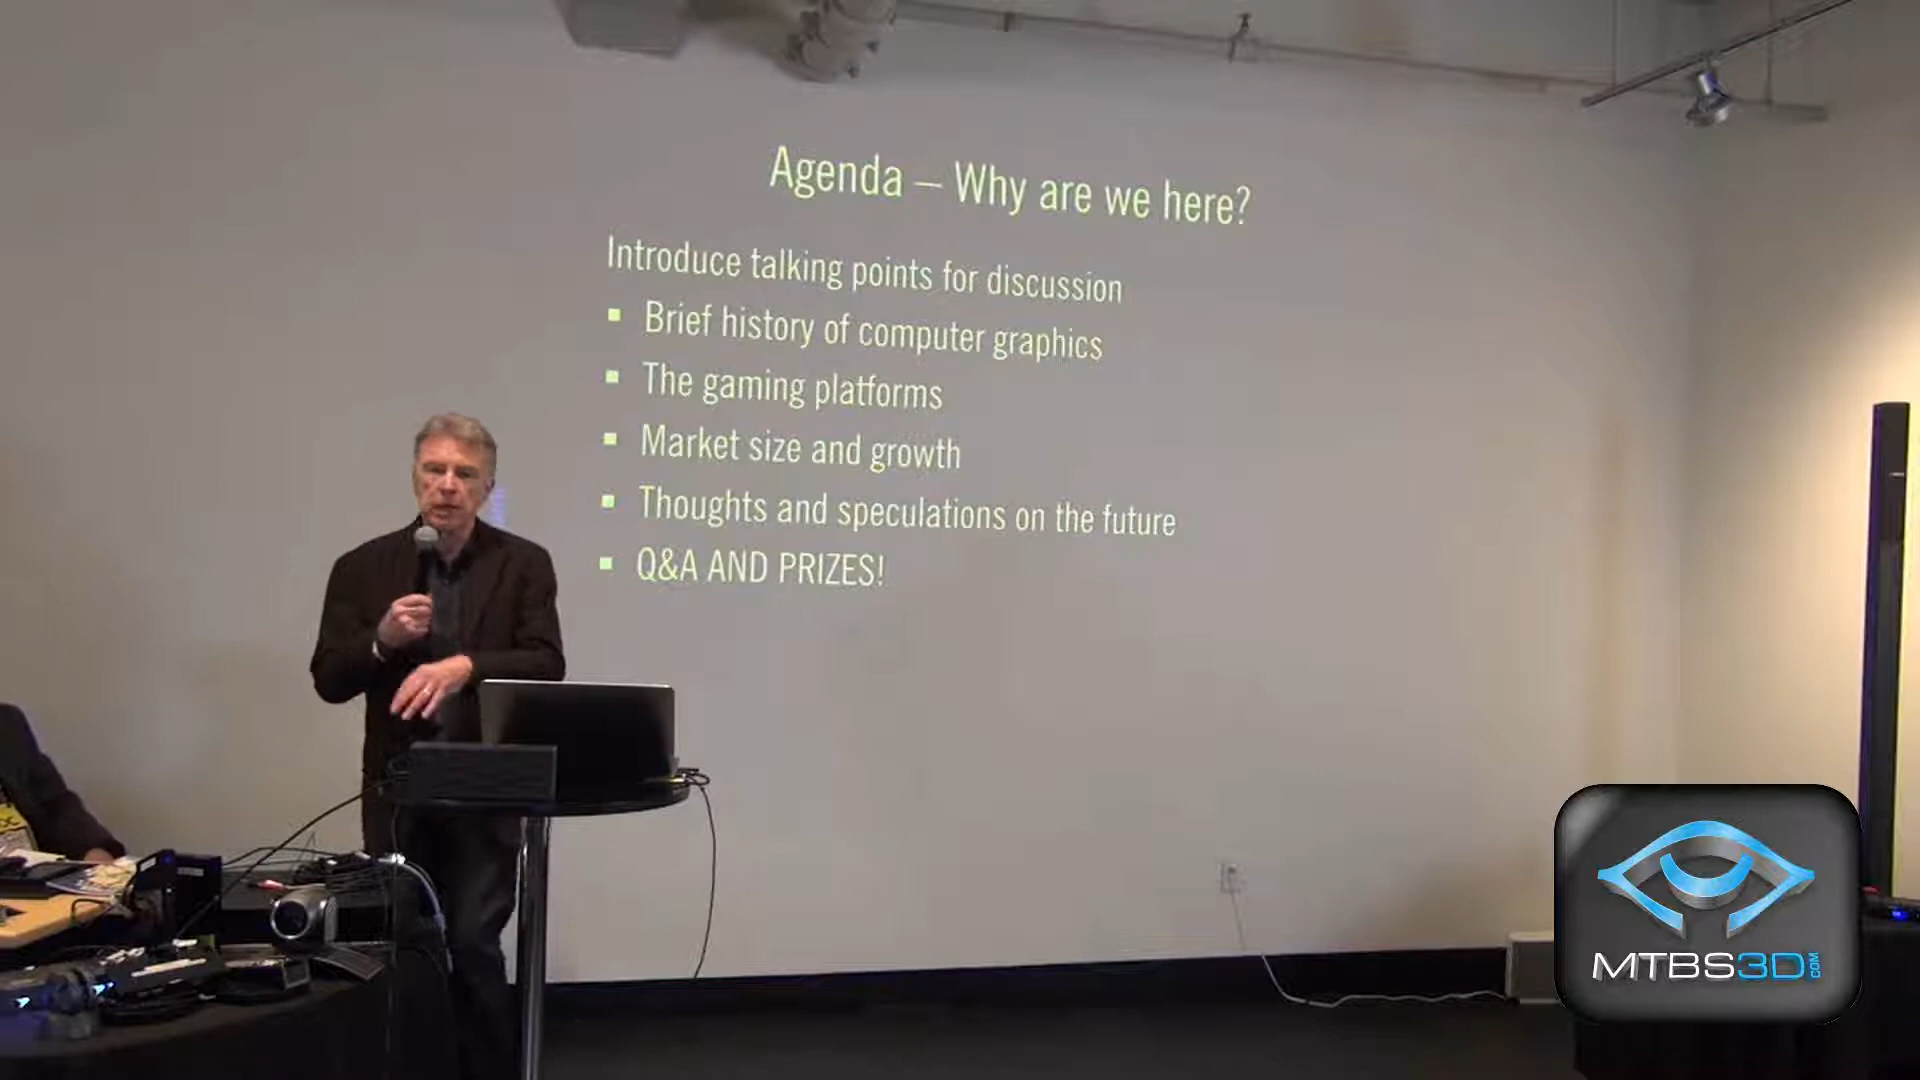 Agenda – Why are we here?
Introduce talking points for discussion
▪ Brief history of computer graphics
▪ The gaming platforms
▪ Market size and growth
▪ Thoughts and speculations on the future
▪ Q&A AND PRIZES!
MTBS3D.COM